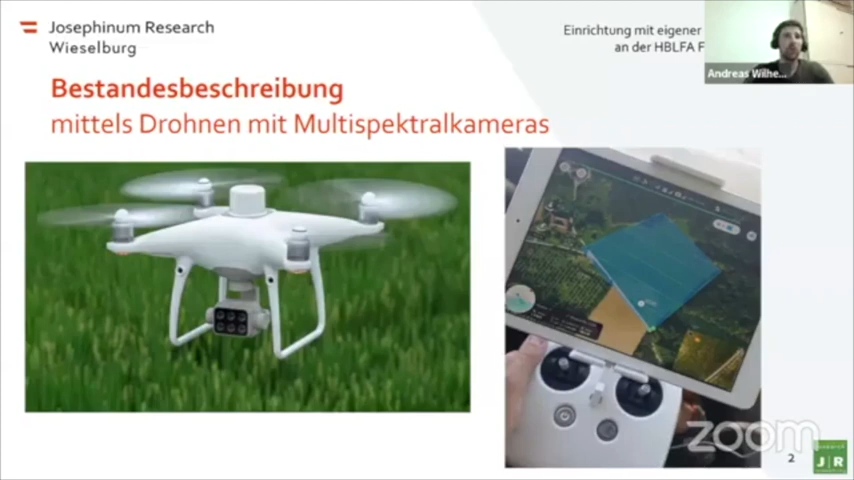 Josephinum Research
Wieselburg
Einrichtung mit eigener
an der HBLFA F
Andreas Wilhe...
Bestandesbeschreibung
mittels Drohnen mit Multispektralkameras
zoom
2
J|R